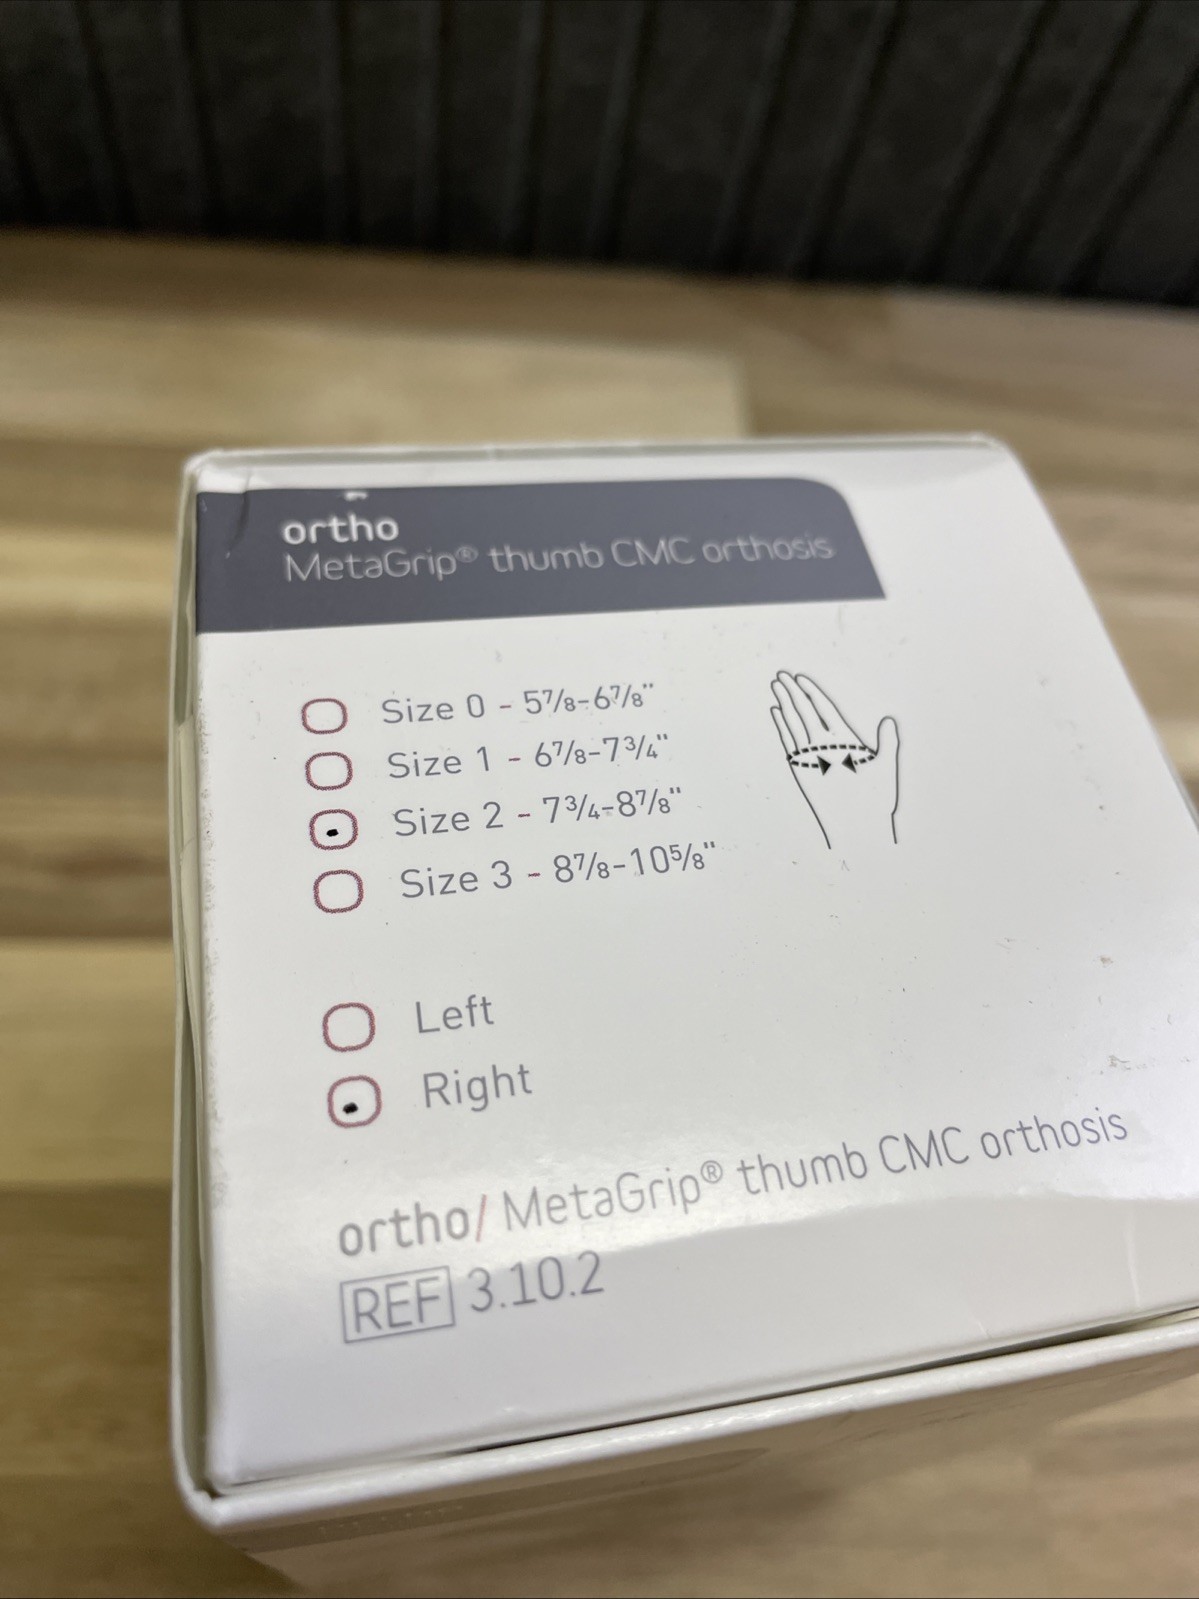 ortho
MetaGrip® thumb CMC orthosis
Size 0 - 5⅞-6⅞"
Size 1 - 6⅞-7¾"
Size 2 - 7¾-8⅞"
Size 3 - 8⅞-10⅝"
Left
Right
ortho/ MetaGrip® thumb CMC orthosis
REF 3.10.2